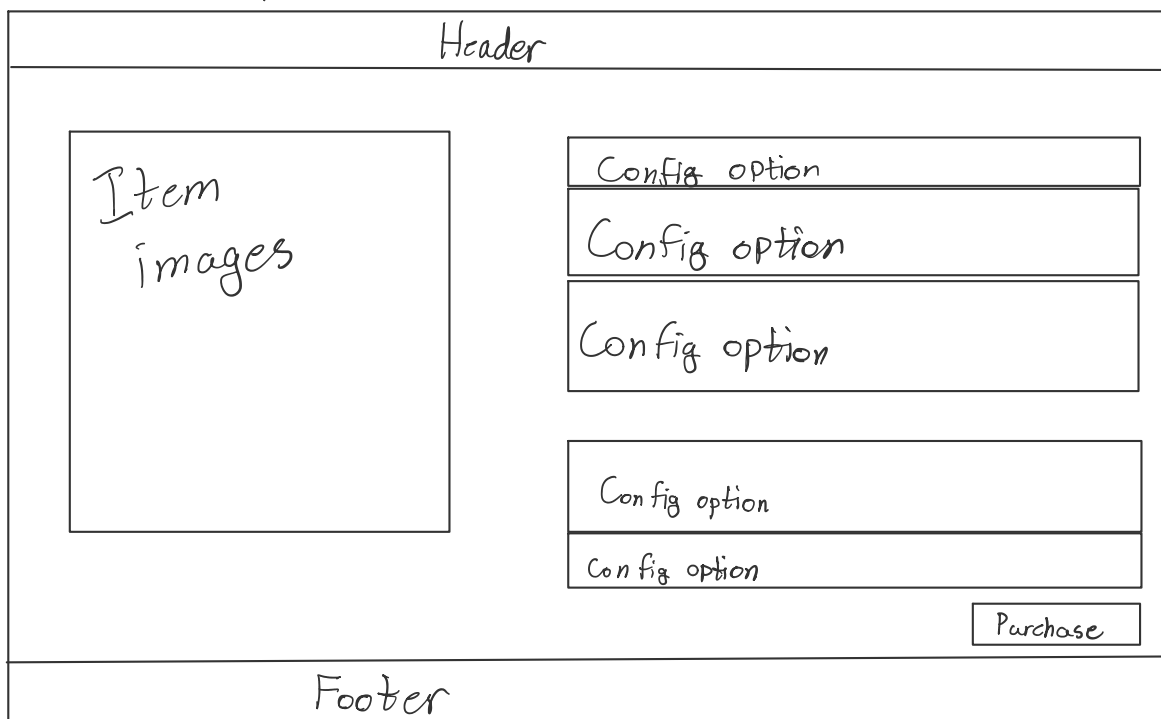 Header
Item
images
Config option
Config option
Config option
Config option
Config option
Purchase
Footer